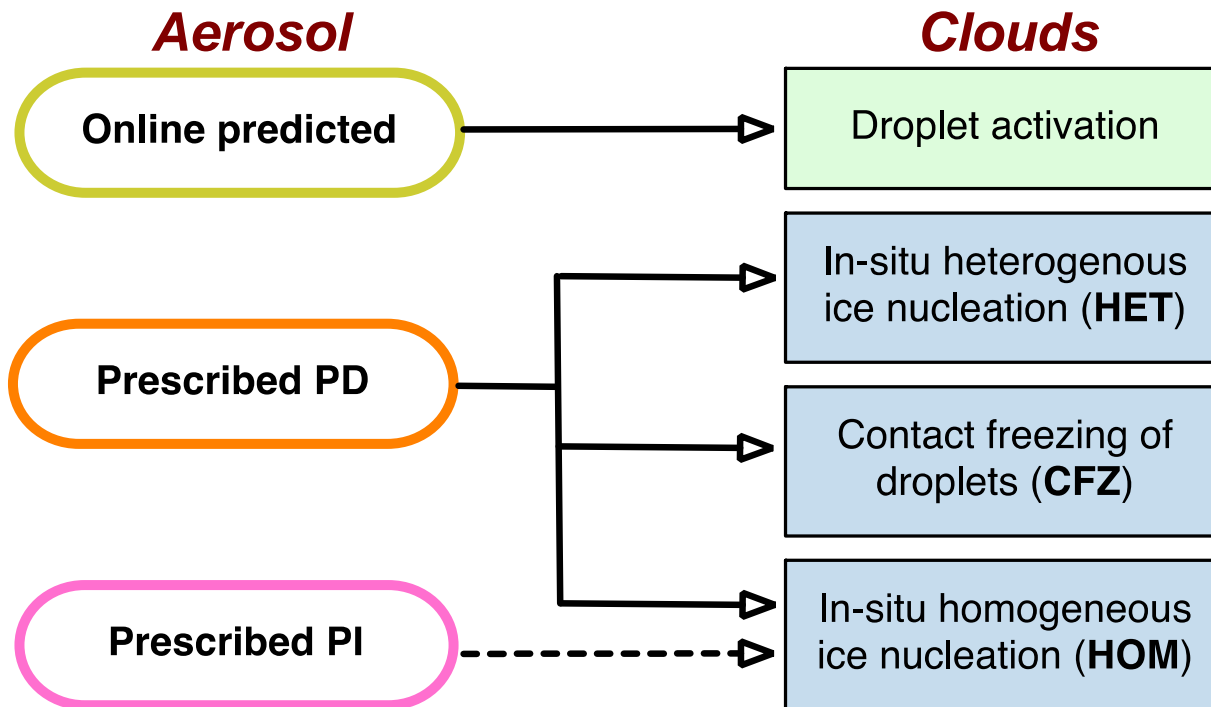 Aerosol
Clouds
Online predicted
Droplet activation
In-situ heterogenous
ice nucleation (HET)
Prescribed PD
Contact freezing of
droplets (CFZ)
Prescribed PI
In-situ homogeneous
ice nucleation (HOM)